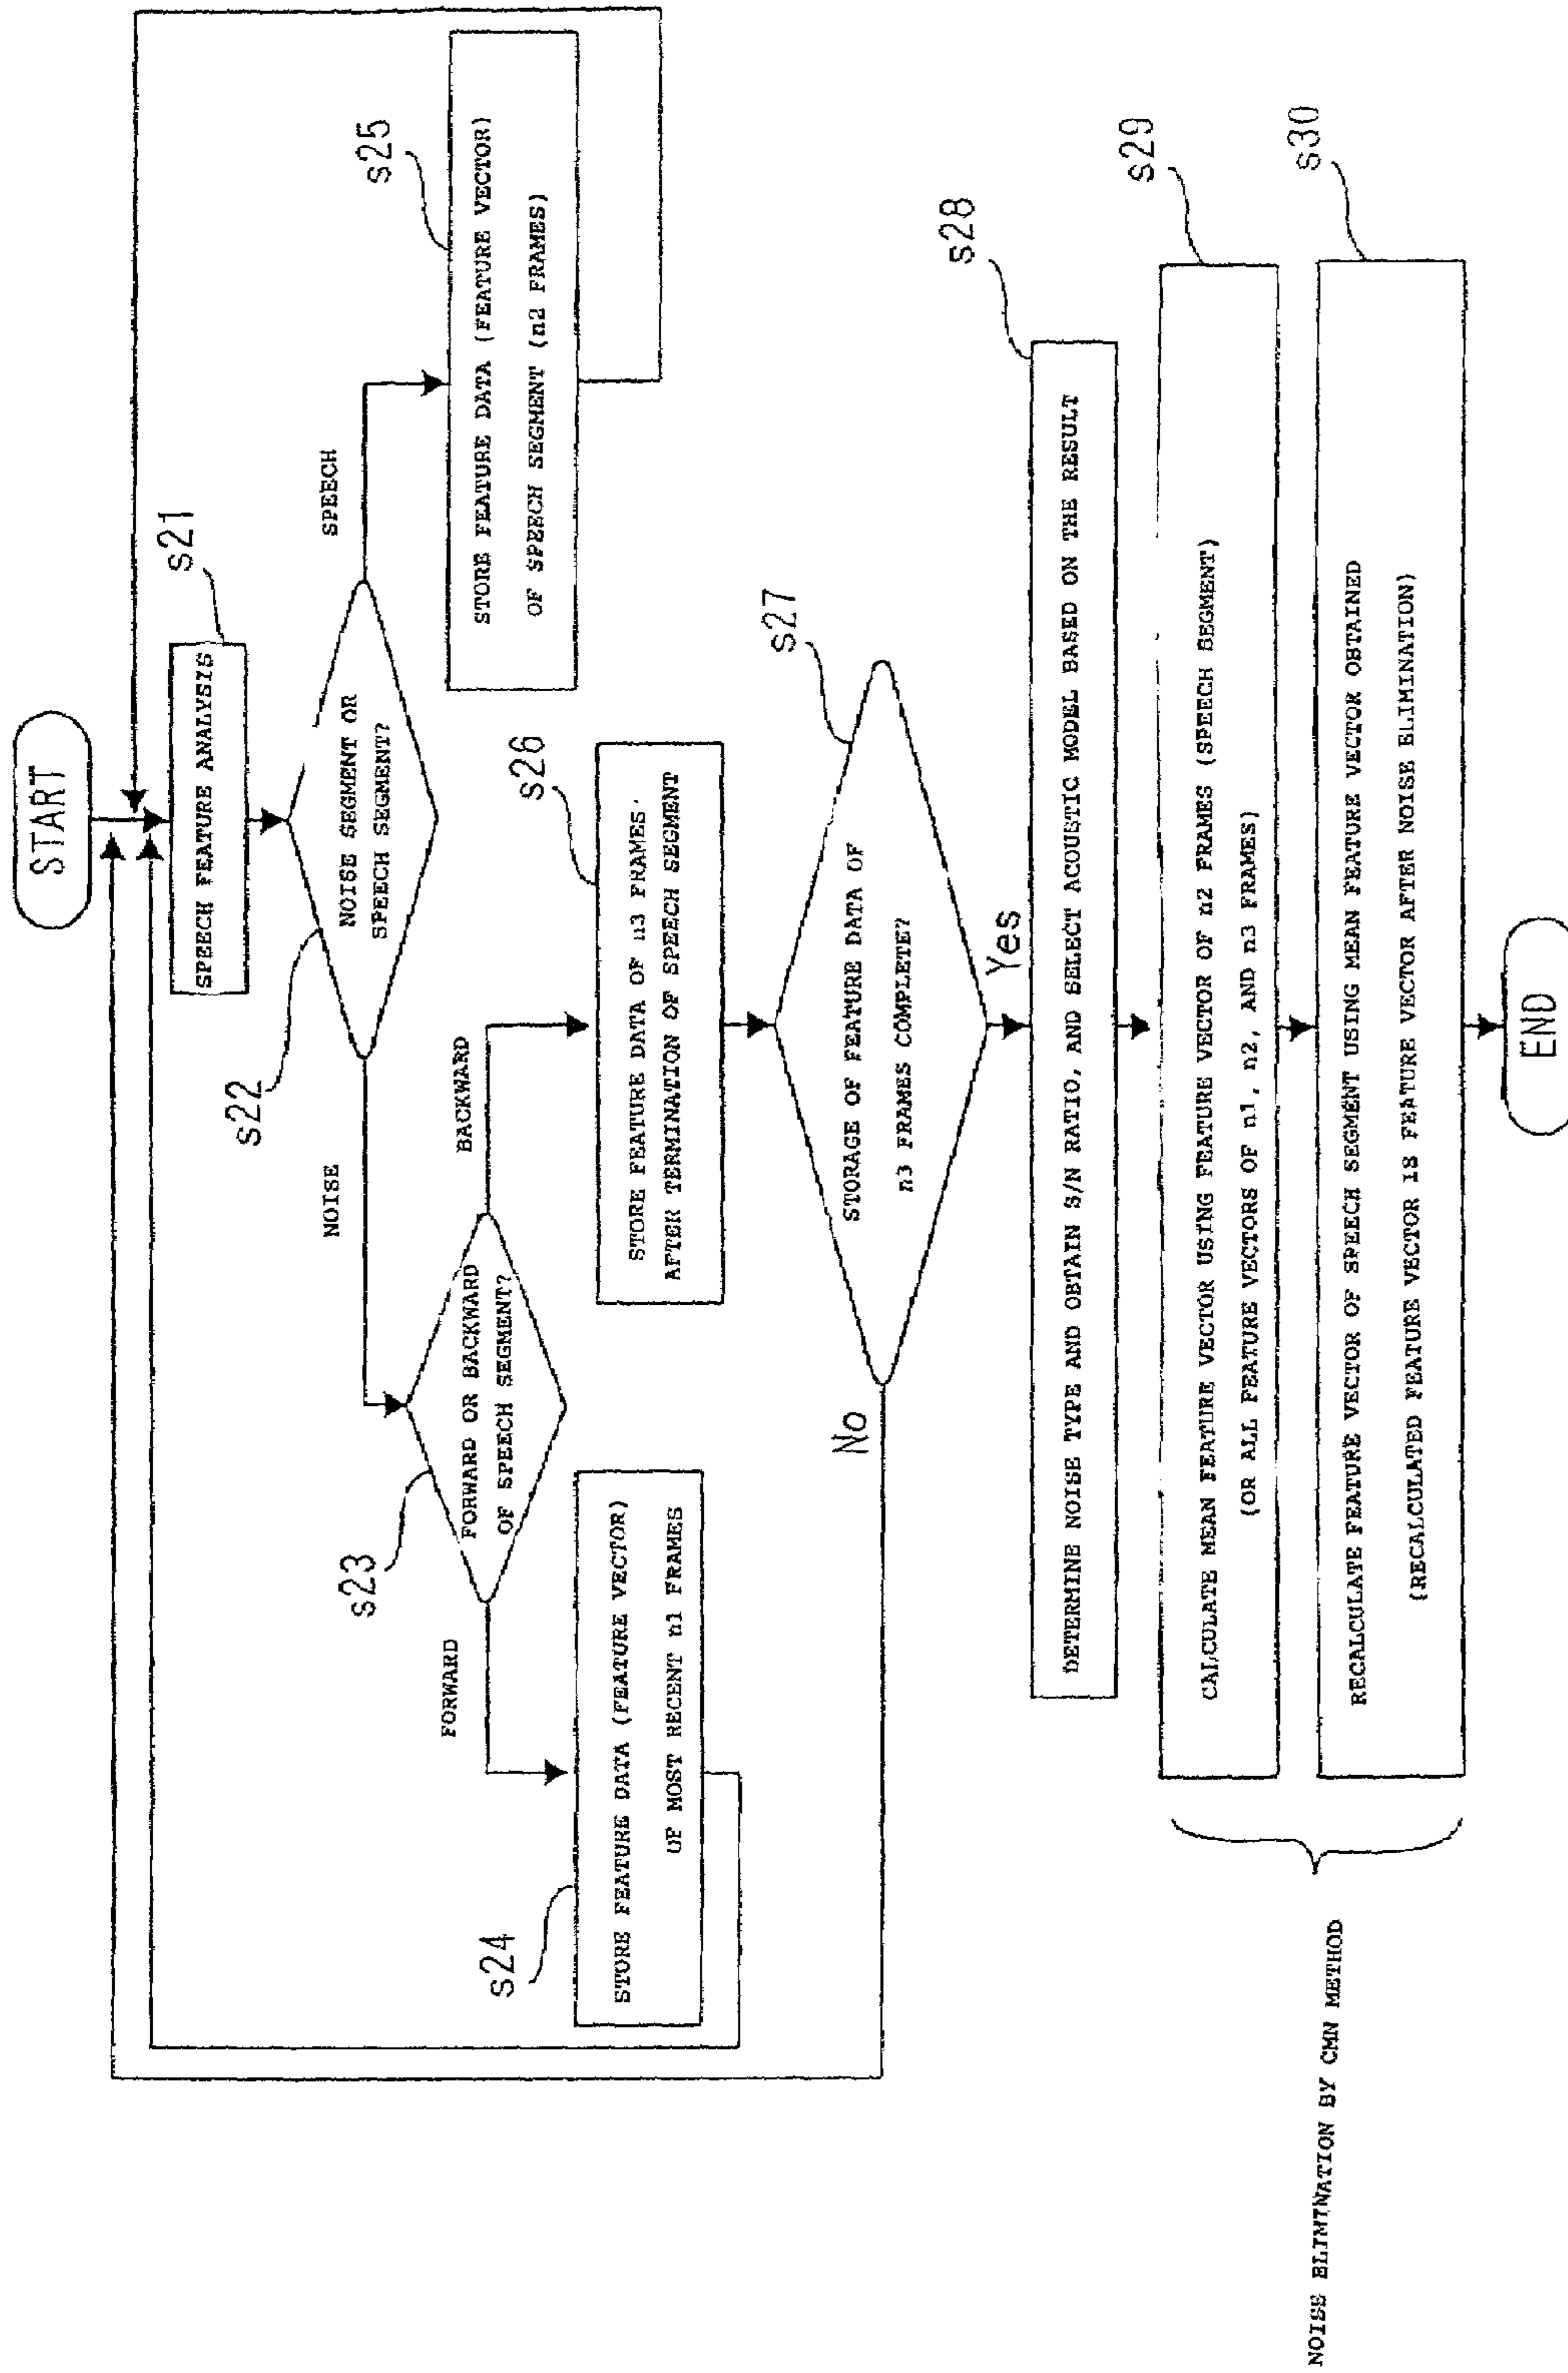 START
s21
SPEECH FEATURE ANALYSIS
s22
NOISE SEGMENT OR
SPEECH SEGMENT?
NOISE
SPEECH
s25
STORE FEATURE DATA (FEATURE VECTOR)
OF SPEECH SEGMENT (n2 FRAMES)
s23
FORWARD OR BACKWARD
OF SPEECH SEGMENT?
FORWARD
BACKWARD
s24
STORE FEATURE DATA (FEATURE VECTOR)
OF MOST RECENT n1 FRAMES
s26
STORE FEATURE DATA OF n3 FRAMES
AFTER TERMINATION OF SPEECH SEGMENT
s27
STORAGE OF FEATURE DATA OF
n3 FRAMES COMPLETE?
No
Yes
s28
DETERMINE NOISE TYPE AND OBTAIN S/N RATIO, AND SELECT ACOUSTIC MODEL BASED ON THE RESULT
s29
CALCULATE MEAN FEATURE VECTOR USING FEATURE VECTOR OF n2 FRAMES (SPEECH SEGMENT)
(OR ALL FEATURE VECTORS OF n1, n2, AND n3 FRAMES)
s30
RECALCULATE FEATURE VECTOR OF SPEECH SEGMENT USING MEAN FEATURE VECTOR OBTAINED
(RECALCULATED FEATURE VECTOR IS FEATURE VECTOR AFTER NOISE ELIMINATION)
NOISE ELIMINATION BY CMN METHOD
END